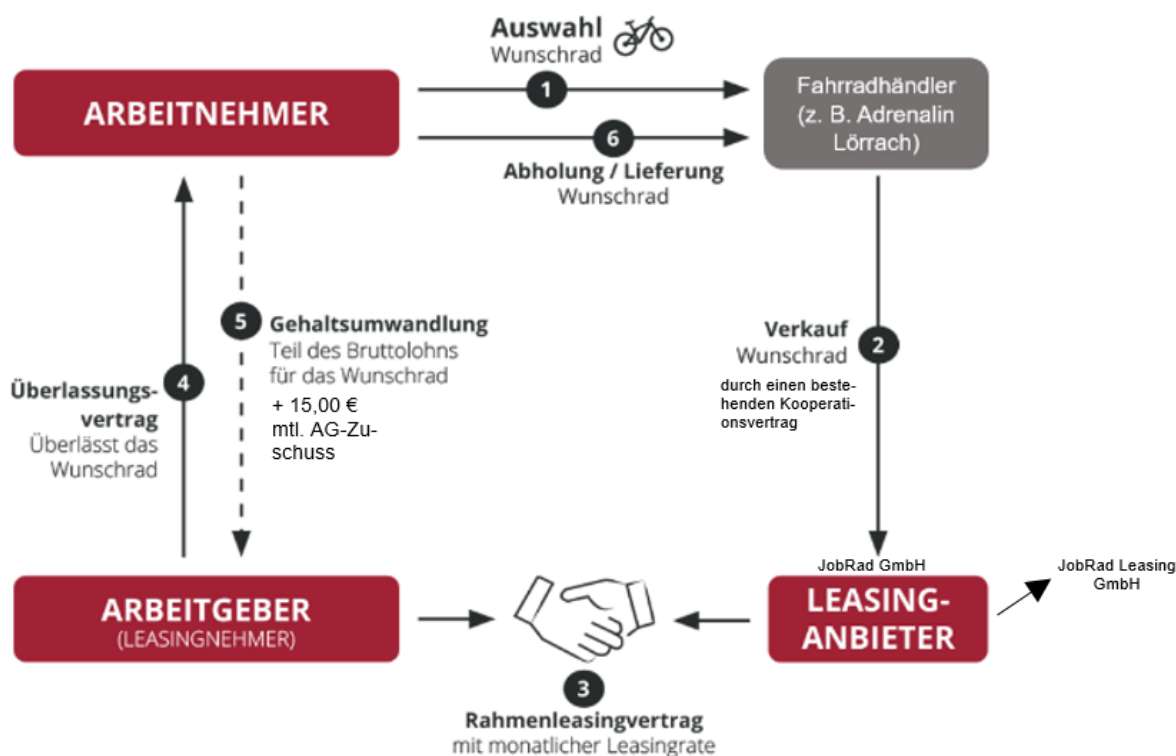 Auswahl
Wunschrad
1
ARBEITNEHMER
Fahrradhändler
(z. B. Adrenalin
Lörrach)
6
Abholung / Lieferung
Wunschrad
5
Gehaltsumwandlung
Teil des Bruttolohns
für das Wunschrad
+ 15,00 €
mtl. AG-Zu-
schuss
Verkauf
Wunschrad
2
durch einen beste-
henden Kooperati-
onsvertrag
4
Überlassungs-
vertrag
Überlässt das
Wunschrad
JobRad GmbH
JobRad Leasing
GmbH
ARBEITGEBER
(LEASINGNEHMER)
LEASING-
ANBIETER
3
Rahmenleasingvertrag
mit monatlicher Leasingrate